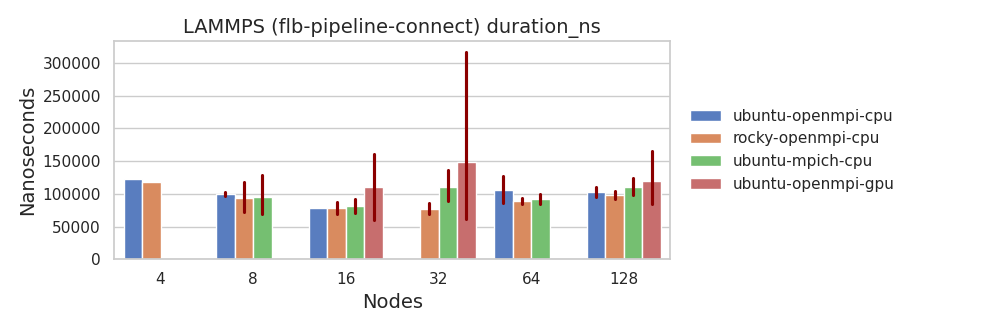 LAMMPS (flb-pipeline-connect) duration_ns
Nanoseconds
300000
250000
200000
150000
100000
50000
0
4 8 16 32 64 128
Nodes
ubuntu-openmpi-cpu
rocky-openmpi-cpu
ubuntu-mpich-cpu
ubuntu-openmpi-gpu